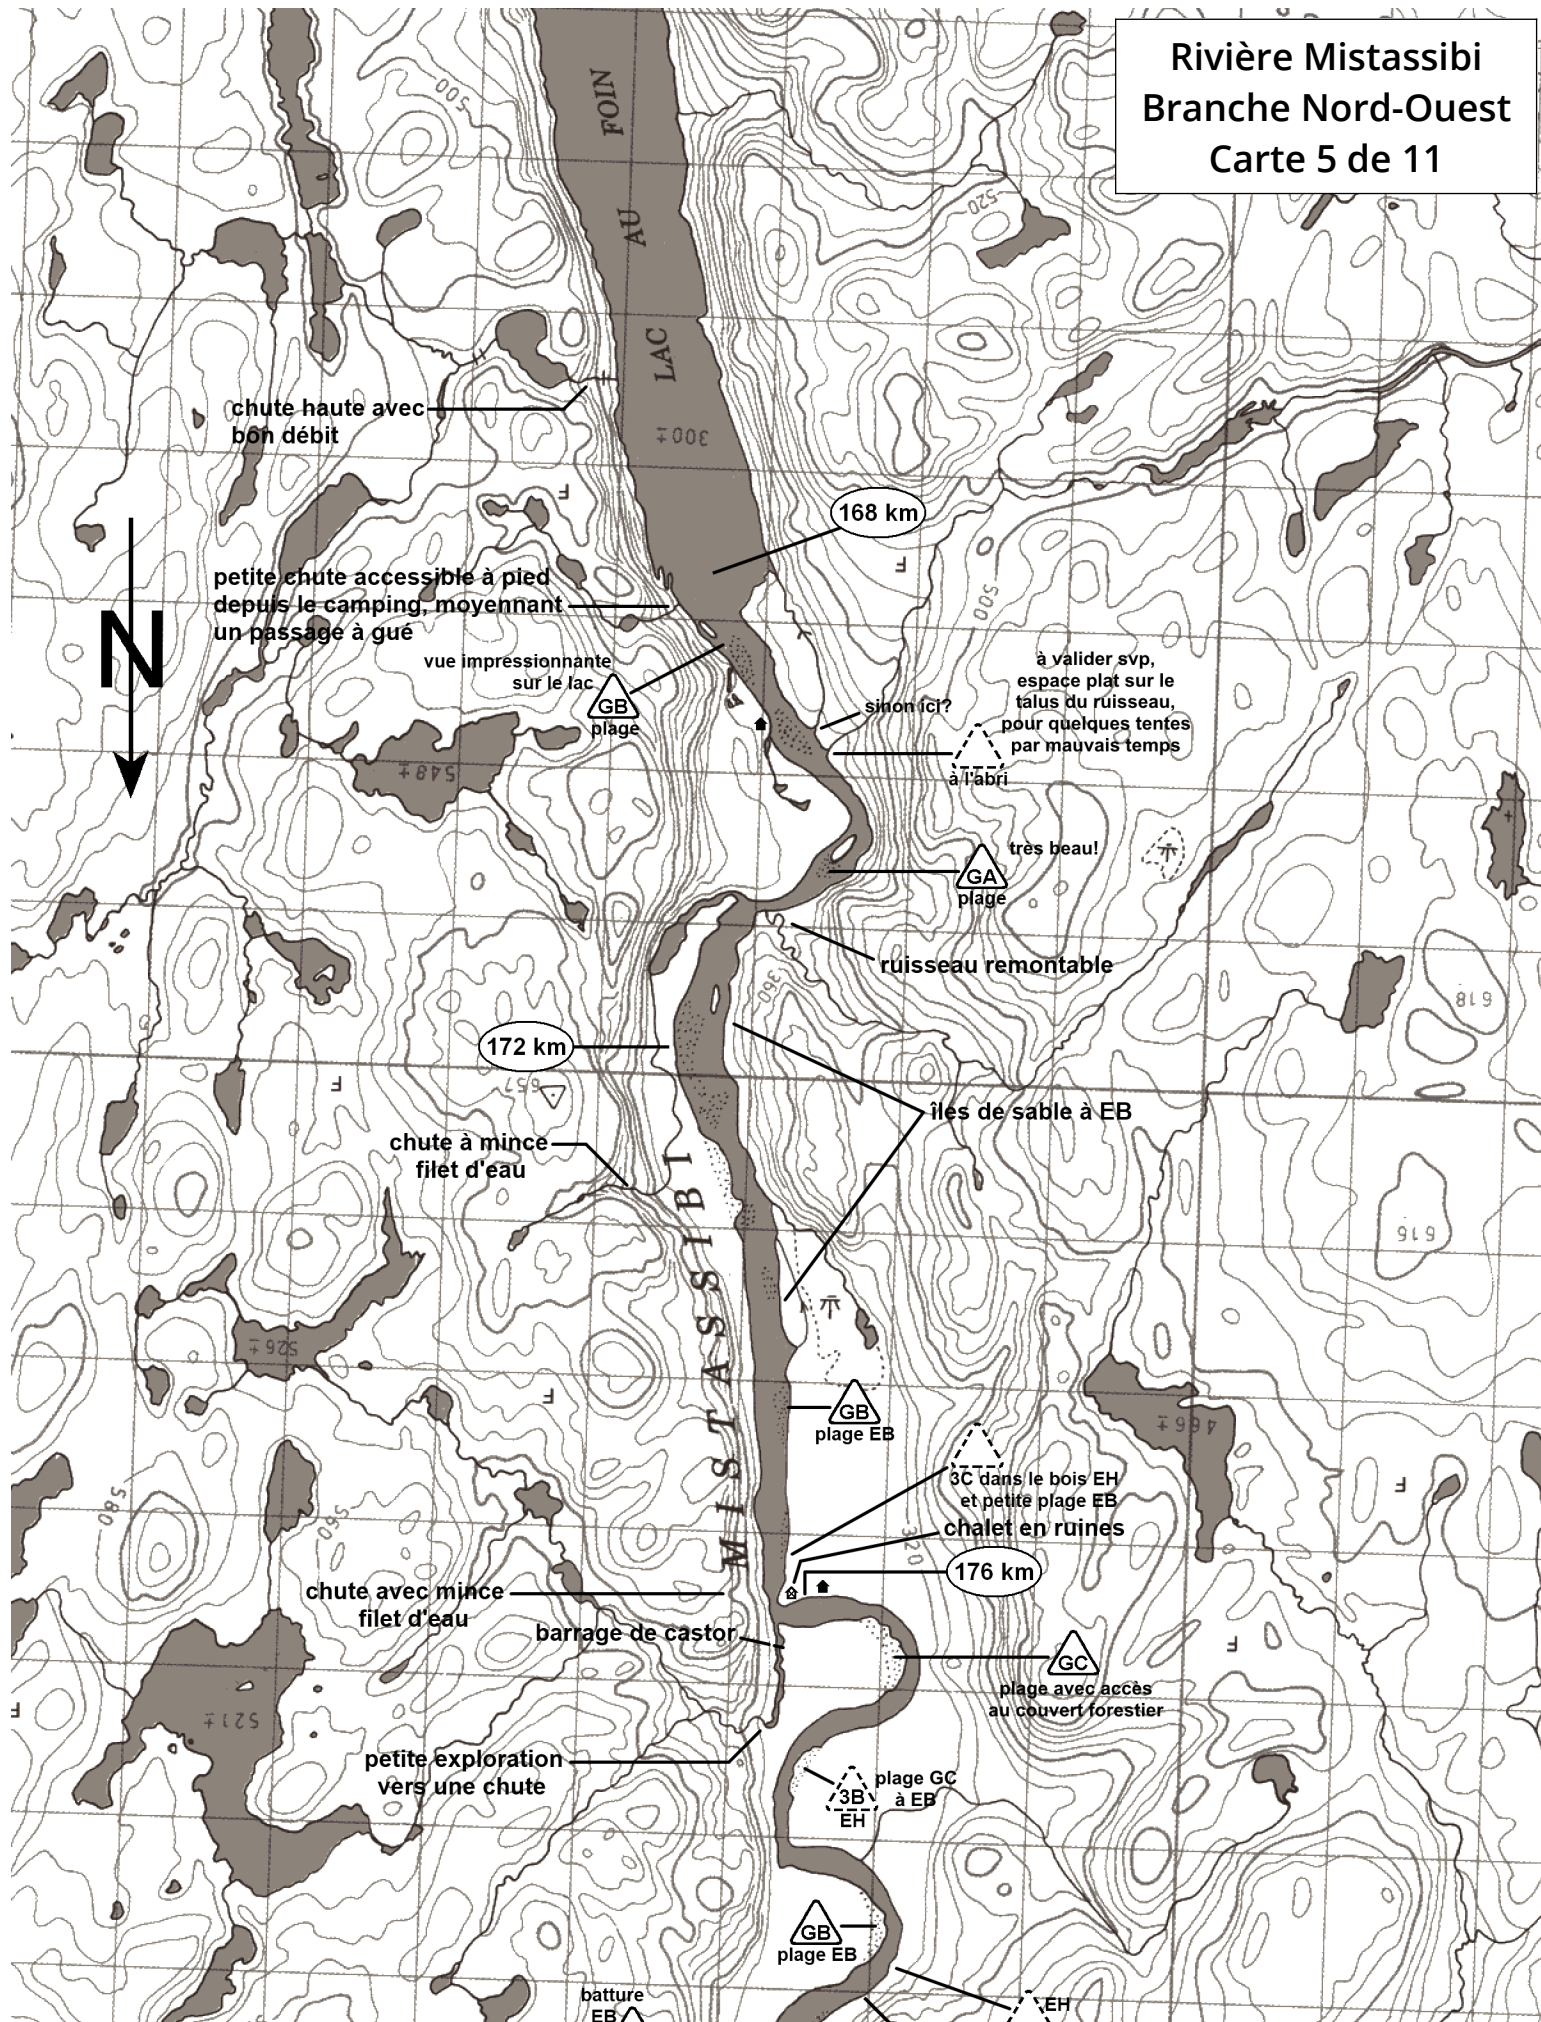 Rivière Mistassibi
Branche Nord-Ouest
Carte 5 de 11
500
FOIN
AU
LAC
520
chute haute avec
bon débit
300±
F
168 km
F
500
petite chute accessible à pied
depuis le camping, moyennant
un passage à gué
N
vue impressionnante
sur le lac
GB
plage
sinon ici?
à valider svp,
espace plat sur le
talus du ruisseau,
pour quelques tentes
par mauvais temps
à l'abri
548±
très beau!
GA
plage
ruisseau remontable
360
618
172 km
F
657
îles de sable à EB
chute à mince
filet d'eau
MISTASSIBI
615
526±
F
GB
plage EB
466±
3C dans le bois EH
et petite plage EB
F
580
560
chalet en ruines
320
176 km
chute avec mince
filet d'eau
barrage de castor
F
GC
plage avec accès
au couvert forestier
F
521±
petite exploration
vers une chute
plage GC
à EB
3B
EH
GB
plage EB
batture
EB
EH